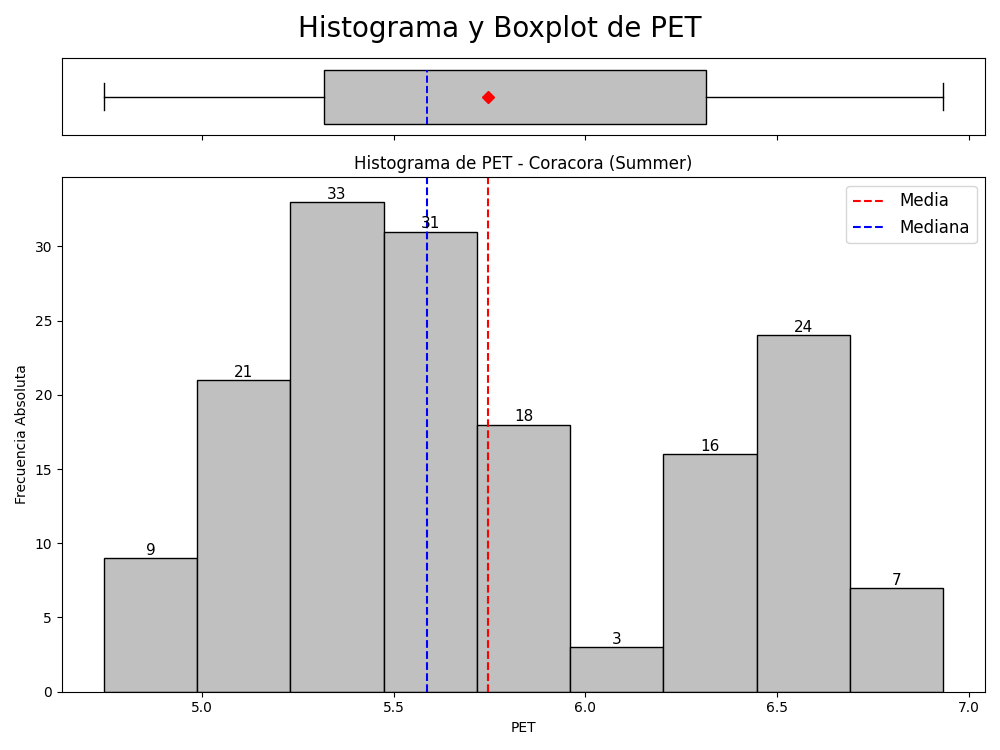 Histograma y Boxplot de PET
Histograma de PET - Coracora (Summer)
Media
Mediana
33
31
21
18
24
16
9
3
7
30
25
20
15
10
5
0
Frecuencia Absoluta
5.0 5.5 6.0 6.5 7.0
PET